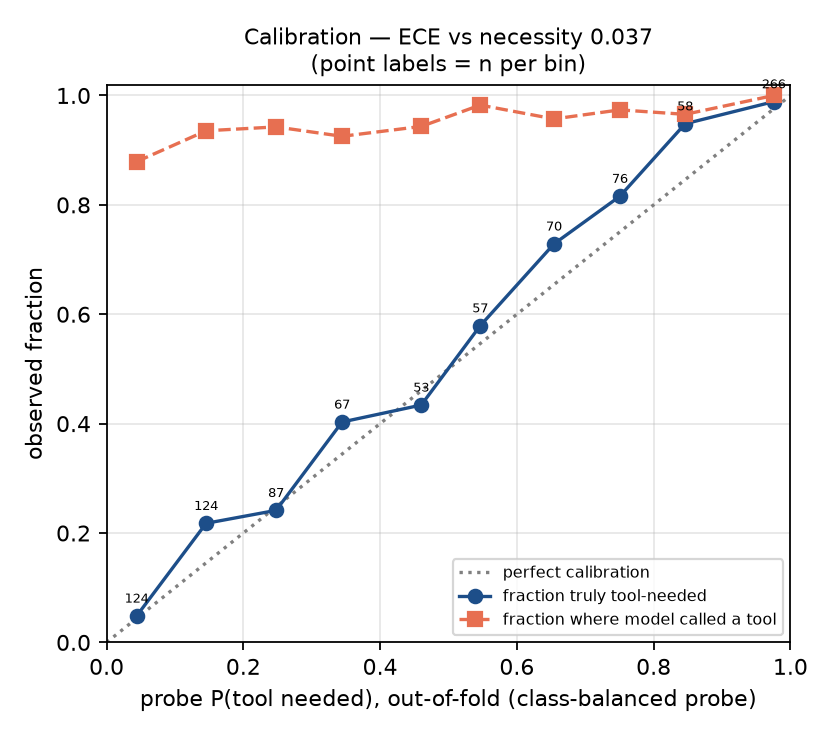 Calibration — ECE vs necessity 0.037
(point labels = n per bin)
observed fraction
1.0
0.8
0.6
0.4
0.2
0.0
266
58
76
70
57
53
67
87
124
124
perfect calibration
fraction truly tool-needed
fraction where model called a tool
0.0 0.2 0.4 0.6 0.8 1.0
probe P(tool needed), out-of-fold (class-balanced probe)